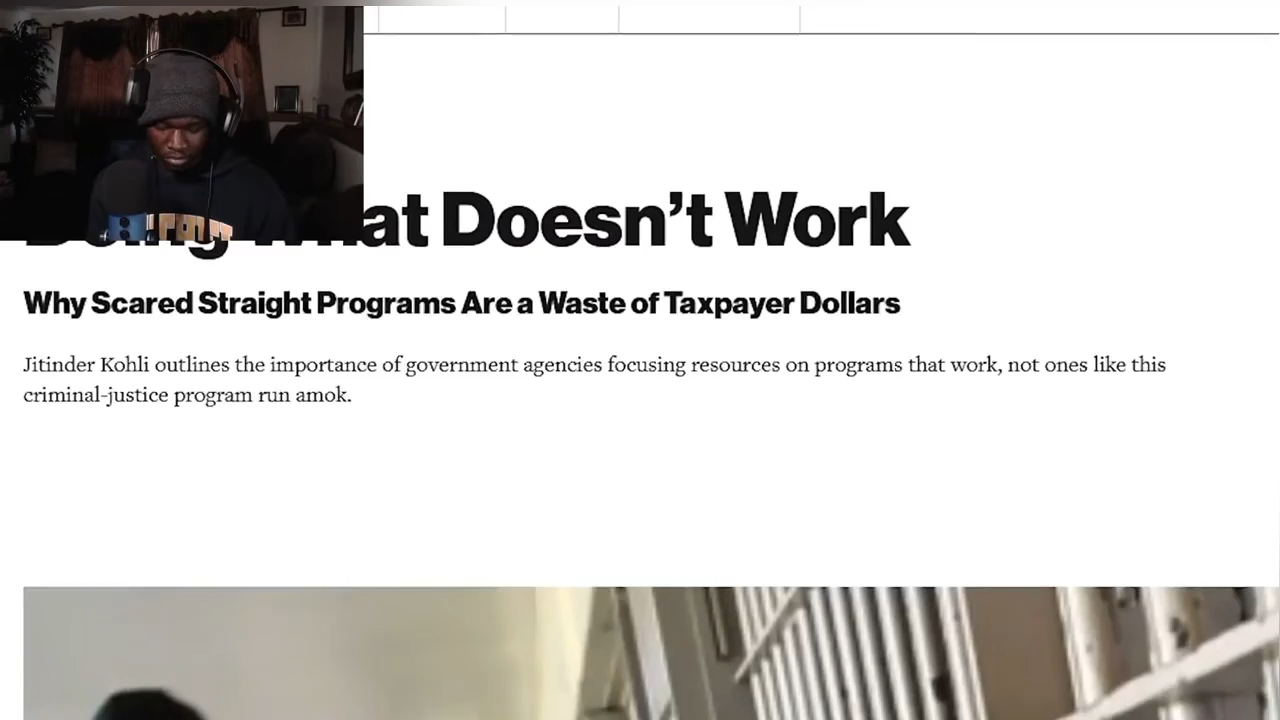 at Doesn’t Work
Why Scared Straight Programs Are a Waste of Taxpayer Dollars
Jitinder Kohli outlines the importance of government agencies focusing resources on programs that work, not ones like this
criminal-justice program run amok.